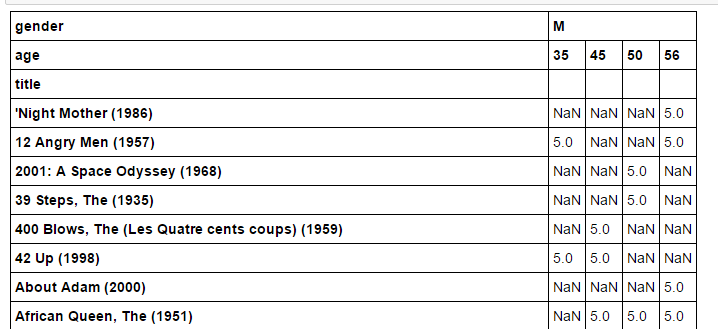 gender M
age 35 45 50 56
title
'Night Mother (1986) NaN NaN NaN 5.0
12 Angry Men (1957) 5.0 NaN NaN 5.0
2001: A Space Odyssey (1968) NaN NaN 5.0 NaN
39 Steps, The (1935) NaN NaN 5.0 NaN
400 Blows, The (Les Quatre cents coups) (1959) NaN 5.0 NaN NaN
42 Up (1998) 5.0 5.0 NaN NaN
About Adam (2000) NaN NaN NaN 5.0
African Queen, The (1951) NaN 5.0 5.0 5.0